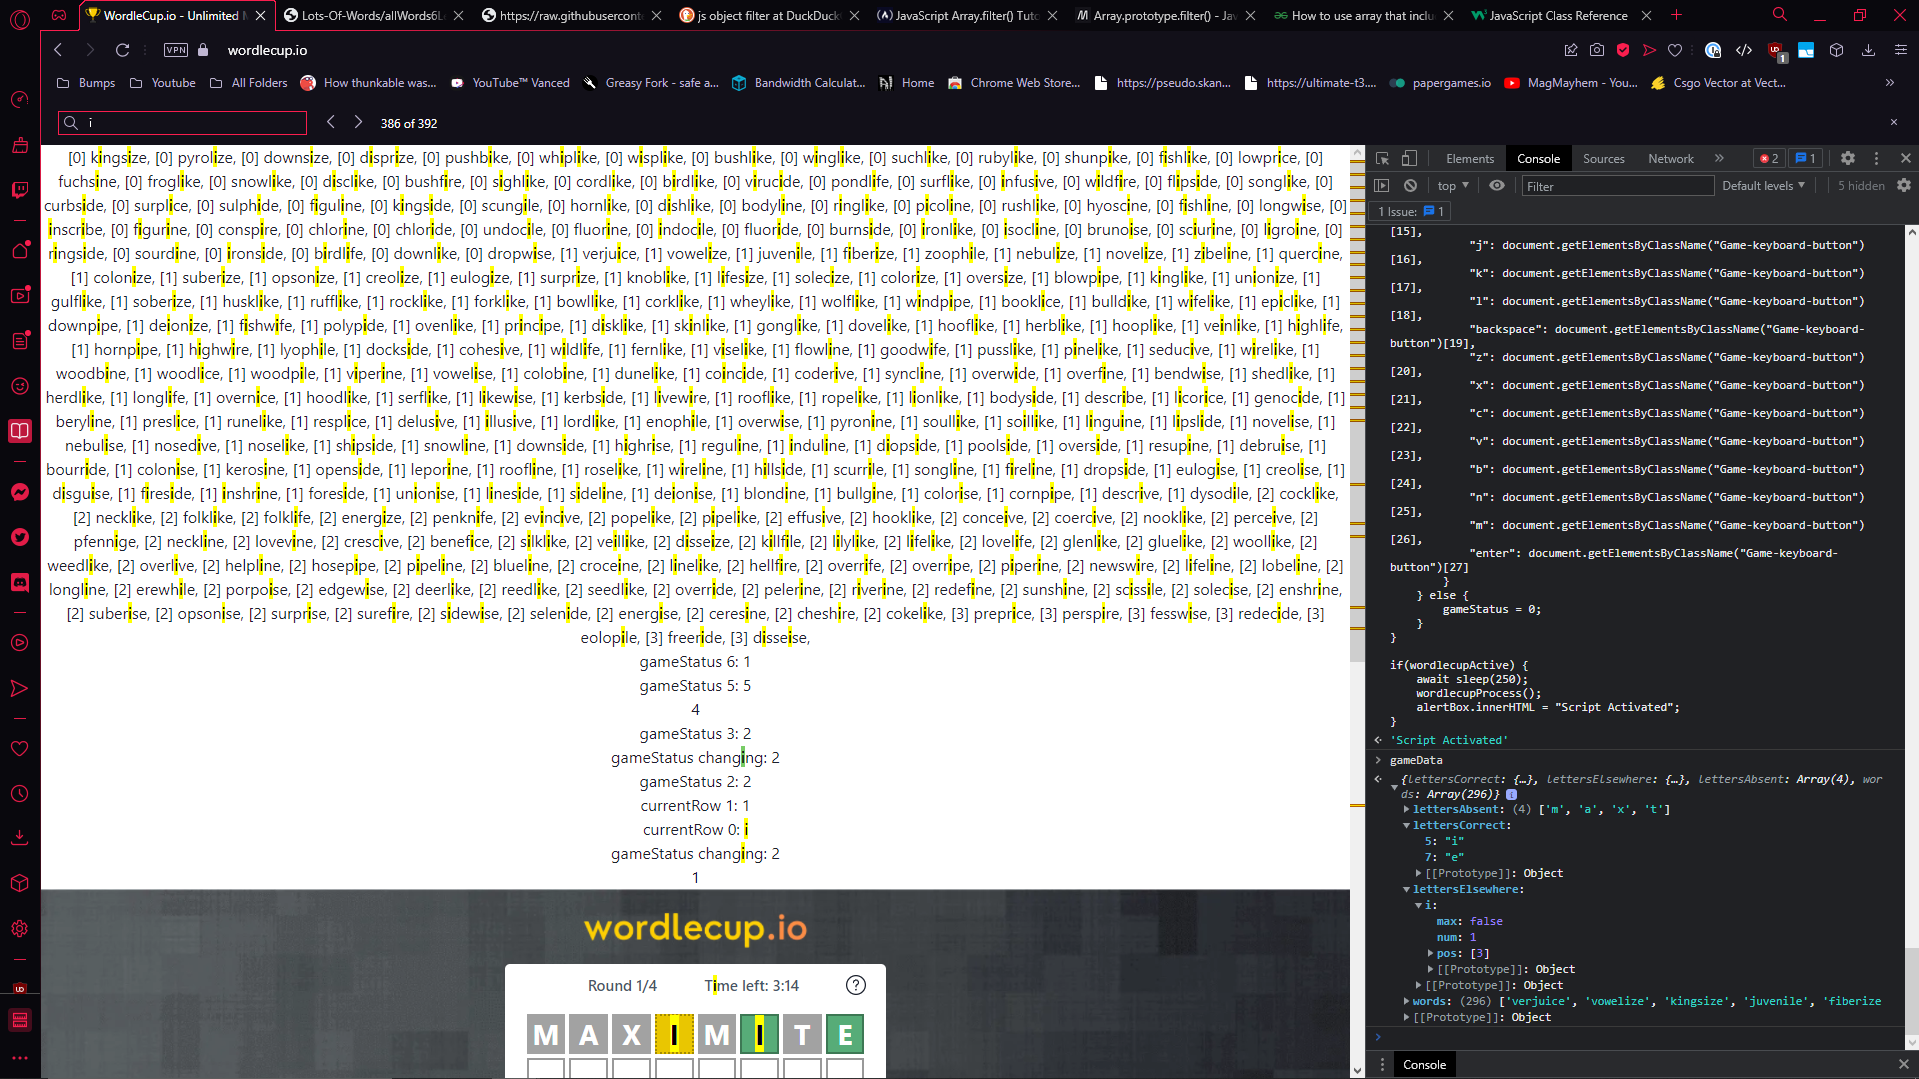 WordleCup.io - Unlimited M
Lots-Of-Words/allWords6Le
https://raw.githubuserconte
js object filter at DuckDuck
JavaScript Array.filter() Tuto
Array.prototype.filter() - Jav
How to use array that inclu
JavaScript Class Reference
VPN
wordlecup.io
Bumps
Youtube
All Folders
How thunkable was...
YouTube™ Vanced
Greasy Fork - safe a...
Bandwidth Calculat...
Home
Chrome Web Store...
https://pseudo.skan...
https://ultimate-t3....
papergames.io
MagMayhem - You...
Csgo Vector at Vect...
i
386 of 392
[0] kingsize, [0] pyrolize, [0] downsize, [0] disprize, [0] pushbike, [0] whiplike, [0] wisplike, [0] bushlike, [0] winglike, [0] suchlike, [0] rubylike, [0] shunpike, [0] fishlike, [0] lowprice, [0]
fuchsine, [0] froglike, [0] snowlike, [0] disclike, [0] bushfire, [0] sighlike, [0] cordlike, [0] birdlike, [0] virucide, [0] pondlife, [0] surflike, [0] infusive, [0] wildfire, [0] flipside, [0] songlike, [0]
curbside, [0] surplice, [0] sulphide, [0] figuline, [0] kingside, [0] scungile, [0] hornlike, [0] dishlike, [0] bodyline, [0] ringlike, [0] picoline, [0] rushlike, [0] hyoscine, [0] fishline, [0] longwise, [0]
inscribe, [0] figurine, [0] conspire, [0] chlorine, [0] chloride, [0] undocile, [0] fluorine, [0] indocile, [0] fluoride, [0] burnside, [0] ironlike, [0] isocline, [0] brunoise, [0] sciurine, [0] ligroine, [0]
ringside, [0] sourdine, [0] ironside, [0] birdlife, [0] downlike, [0] dropwise, [1] verjuice, [1] vowelize, [1] juvenile, [1] fiberize, [1] zoophile, [1] nebulize, [1] novelize, [1] zibeline, [1] quercine,
[1] colonize, [1] suberize, [1] opsonize, [1] creolize, [1] eulogize, [1] surprize, [1] knoblike, [1] lifesize, [1] solecize, [1] colorize, [1] oversize, [1] blowpipe, [1] kinglike, [1] unionize, [1]
gulflike, [1] soberize, [1] husklike, [1] rufflike, [1] rocklike, [1] forklike, [1] bowllike, [1] corklike, [1] wheylike, [1] wolflike, [1] windpipe, [1] booklice, [1] bulldike, [1] wifelike, [1] epiclike, [1]
downpipe, [1] deionize, [1] fishwife, [1] polypide, [1] ovenlike, [1] principe, [1] disklike, [1] skinlike, [1] gonglike, [1] dovelike, [1] hooflike, [1] herblike, [1] hooplike, [1] veinlike, [1] highlife,
[1] hornpipe, [1] highwire, [1] lyophile, [1] dockside, [1] cohesive, [1] wildlife, [1] fernlike, [1] viselike, [1] flowline, [1] goodwife, [1] pusslike, [1] pinelike, [1] seducive, [1] wirelike, [1]
woodbine, [1] woodlice, [1] woodpile, [1] viperine, [1] vowelise, [1] colobine, [1] dunelike, [1] coincide, [1] coderive, [1] syncline, [1] overwide, [1] overfine, [1] bendwise, [1] shedlike, [1]
herdlike, [1] longlife, [1] overnice, [1] hoodlike, [1] serflike, [1] likewise, [1] kerbside, [1] livewire, [1] rooflike, [1] ropelike, [1] lionlike, [1] bodyside, [1] describe, [1] licorice, [1] genocide, [1]
beryline, [1] preslice, [1] runelike, [1] resplice, [1] delusive, [1] illusive, [1] lordlike, [1] enophile, [1] overwise, [1] pyronine, [1] soullike, [1] soillike, [1] linguine, [1] lipslide, [1] novelise, [1]
nebulise, [1] nosedive, [1] noselike, [1] shipside, [1] snowline, [1] downside, [1] highrise, [1] reguline, [1] induline, [1] diopside, [1] poolside, [1] overside, [1] resupine, [1] debruise, [1]
bourride, [1] colonise, [1] kerosine, [1] openside, [1] leporine, [1] roofline, [1] roselike, [1] wireline, [1] hillside, [1] scurrile, [1] songline, [1] fireline, [1] dropside, [1] eulogise, [1] creolise, [1]
disguise, [1] fireside, [1] inshrine, [1] foreside, [1] unionise, [1] lineside, [1] sideline, [1] deionise, [1] blondine, [1] bullgine, [1] colorise, [1] cornpipe, [1] descrive, [1] dysodile, [2] cocklike,
[2] necklike, [2] folklike, [2] folklife, [2] energize, [2] penknife, [2] evincive, [2] popelike, [2] pipelike, [2] effusive, [2] hooklike, [2] conceive, [2] coercive, [2] nooklike, [2] perceive, [2]
pfennige, [2] neckline, [2] lovevine, [2] crescive, [2] benefice, [2] silklike, [2] veillike, [2] disseize, [2] killfile, [2] lilylike, [2] lifelike, [2] lovelife, [2] glenlike, [2] gluelike, [2] woollike, [2]
weedlike, [2] overlive, [2] helpline, [2] hosepipe, [2] pipeline, [2] blueline, [2] croceine, [2] linelike, [2] hellfire, [2] overrife, [2] overripe, [2] piperine, [2] newswire, [2] lifeline, [2] lobeline, [2]
longline, [2] erewhile, [2] porpoise, [2] edgewise, [2] deerlike, [2] reedlike, [2] seedlike, [2] override, [2] pelerine, [2] riverine, [2] redefine, [2] sunshine, [2] scissile, [2] solecise, [2] enshrine,
[2] suberise, [2] opsonise, [2] surprise, [2] surefire, [2] sidewise, [2] selenide, [2] energise, [2] ceresine, [2] cheshire, [2] cokelike, [3] preprice, [3] perspire, [3] fesswise, [3] redecide, [3]
eolopile, [3] freeride, [3] disseise,
gameStatus 6: 1
gameStatus 5: 5
4
gameStatus 3: 2
gameStatus changing: 2
gameStatus 2: 2
currentRow 1: 1
currentRow 0: i
gameStatus changing: 2
1
wordlecup.io
Round 1/4
Time left: 3:14
?
M A X I M I T E
Elements
Console
Sources
Network
2
1
top
Filter
Default levels
5 hidden
1 Issue: 1
[15],
"j": document.getElementsByClassName("Game-keyboard-button")
[16],
"k": document.getElementsByClassName("Game-keyboard-button")
[17],
"l": document.getElementsByClassName("Game-keyboard-button")
[18],
"backspace": document.getElementsByClassName("Game-keyboard-
button")[19],
"z": document.getElementsByClassName("Game-keyboard-button")
[20],
"x": document.getElementsByClassName("Game-keyboard-button")
[21],
"c": document.getElementsByClassName("Game-keyboard-button")
[22],
"v": document.getElementsByClassName("Game-keyboard-button")
[23],
"b": document.getElementsByClassName("Game-keyboard-button")
[24],
"n": document.getElementsByClassName("Game-keyboard-button")
[25],
"m": document.getElementsByClassName("Game-keyboard-button")
[26],
"enter": document.getElementsByClassName("Game-keyboard-
button")[27]
}
} else {
gameStatus = 0;
}
}
if(wordlecupActive) {
await sleep(250);
wordlecupProcess();
alertBox.innerHTML = "Script Activated";
}
'Script Activated'
gameData
{lettersCorrect: {…}, lettersElsewhere: {…}, lettersAbsent: Array(4), wor
ds: Array(296)}
lettersAbsent: (4) ['m', 'a', 'x', 't']
lettersCorrect:
5: "i"
7: "e"
[[Prototype]]: Object
lettersElsewhere:
i:
max: false
num: 1
pos: [3]
[[Prototype]]: Object
[[Prototype]]: Object
words: (296) ['verjuice', 'vowelize', 'kingsize', 'juvenile', 'fiberize
[[Prototype]]: Object
Console